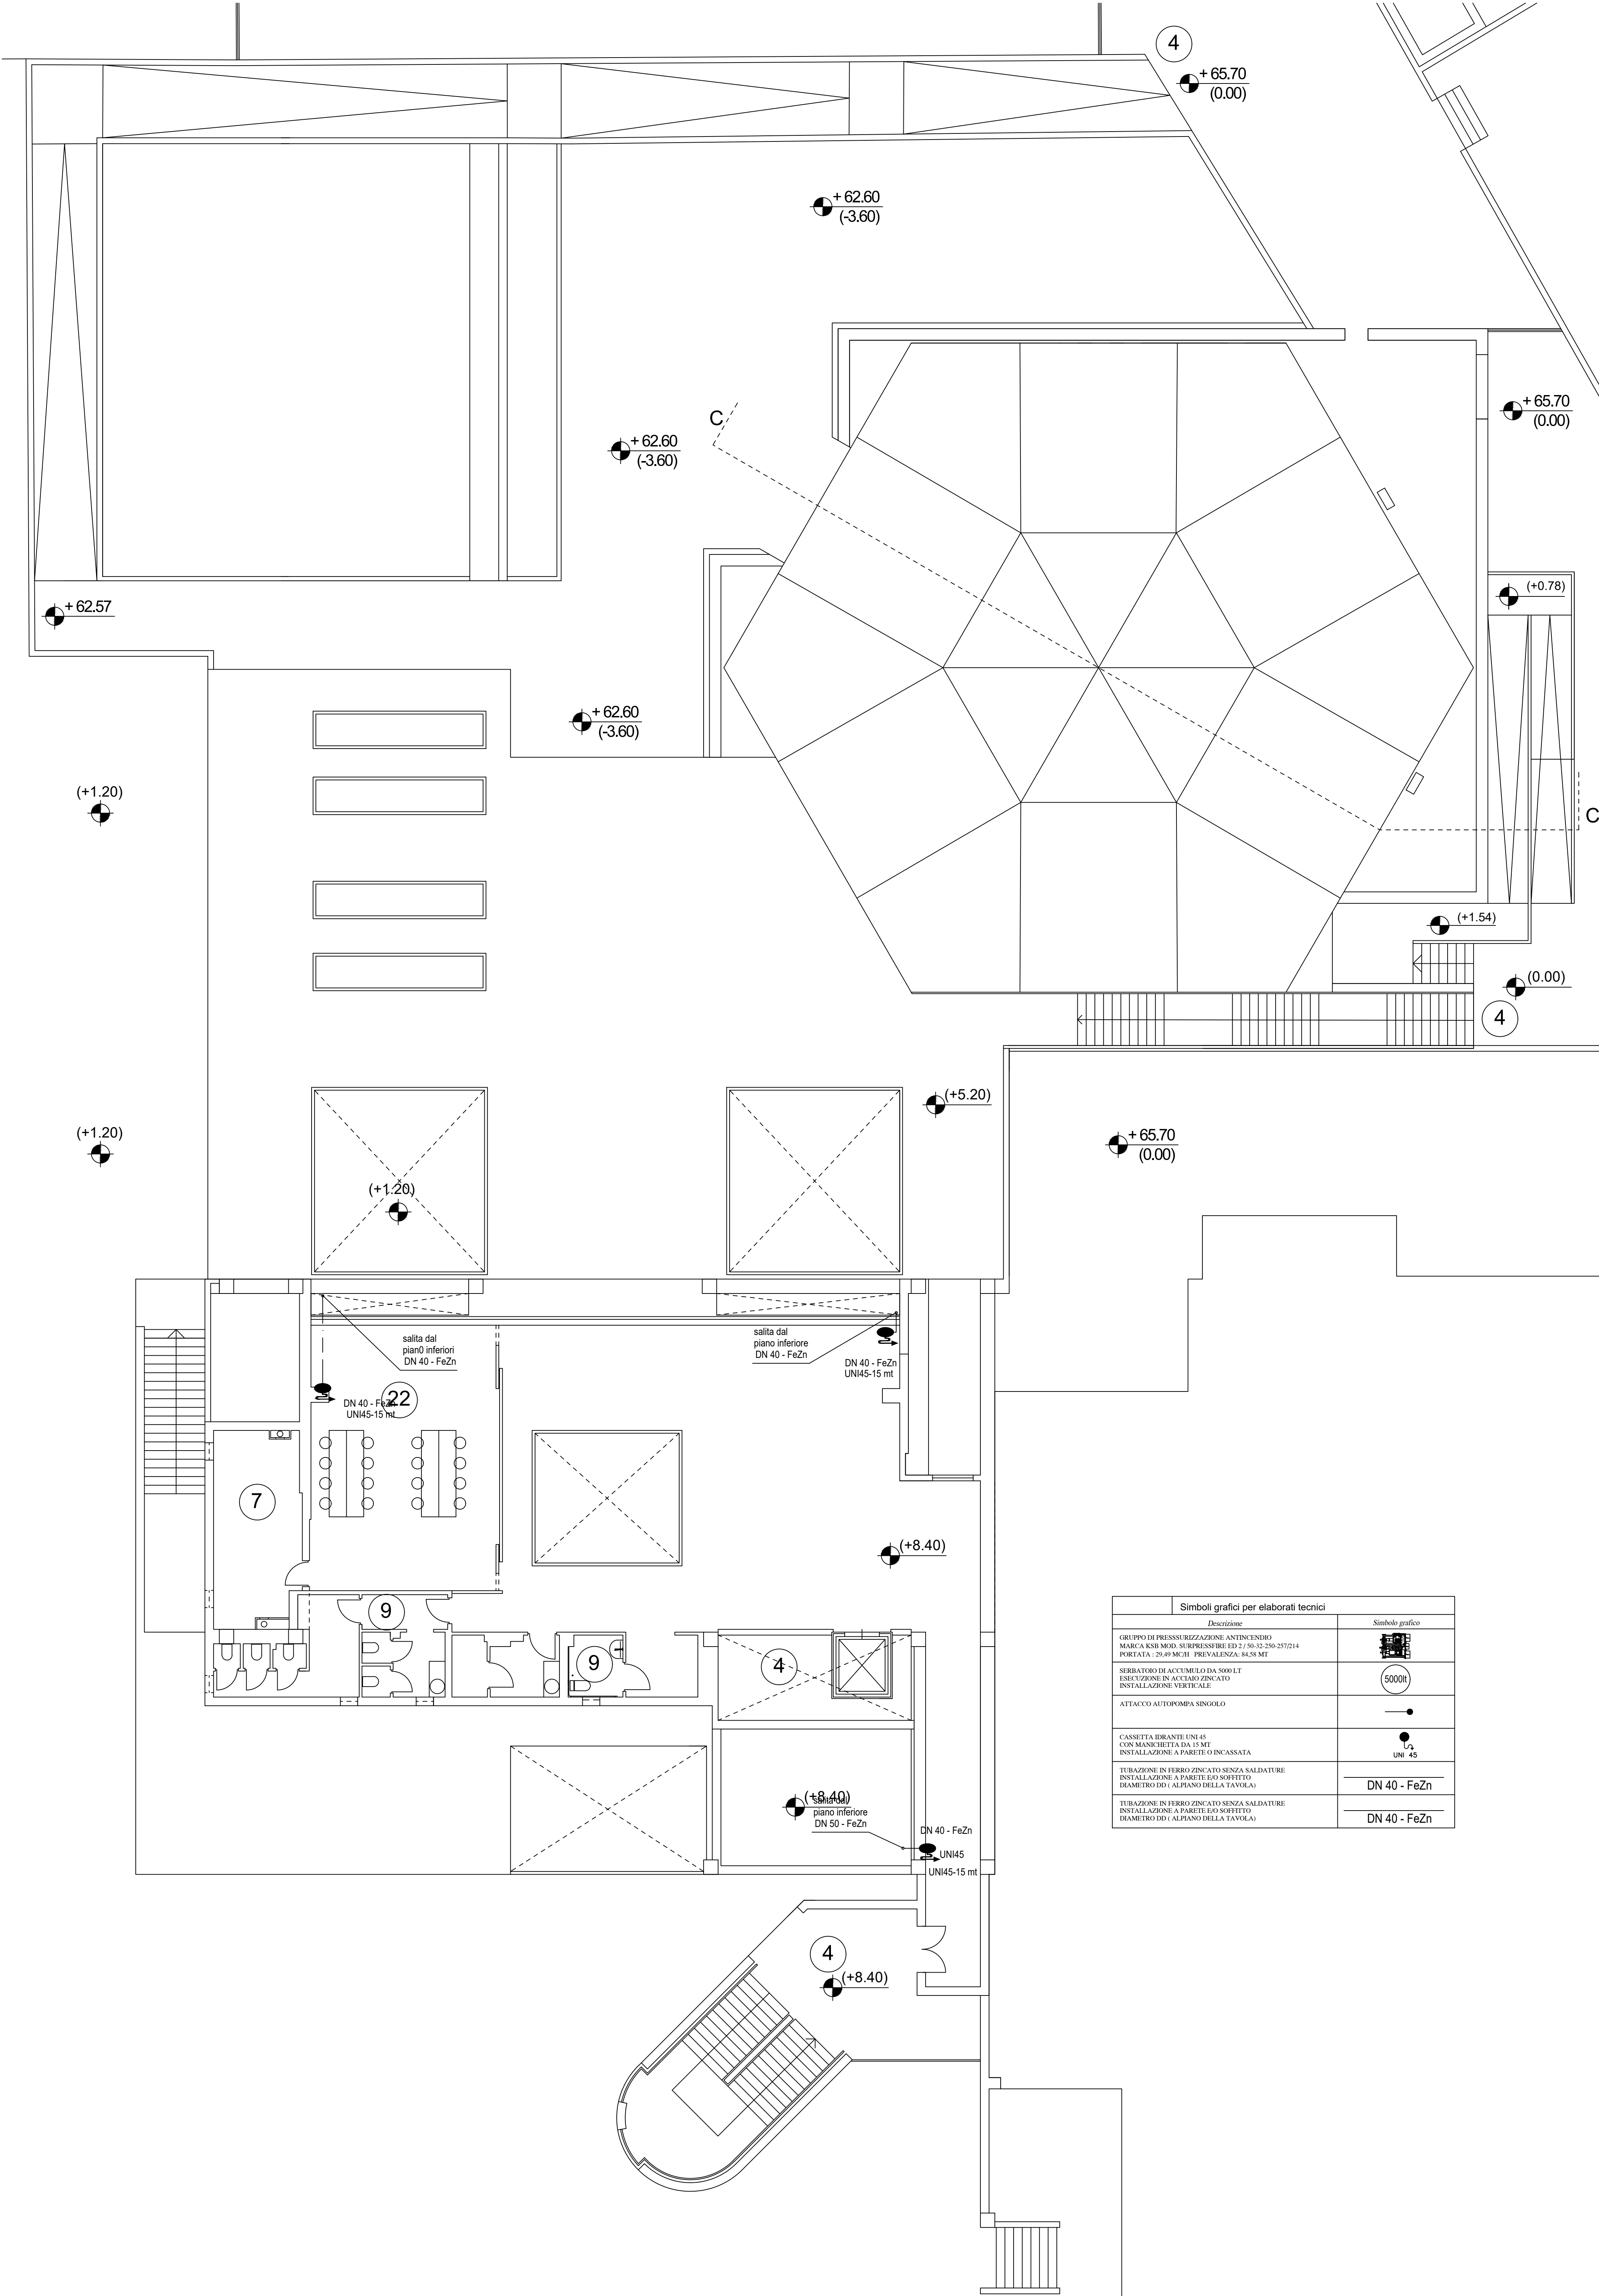 4
+ 65.70
(0.00)
+ 62.60
(-3.60)
+ 65.70
(0.00)
C
+ 62.60
(-3.60)
(+0.78)
+ 62.57
+ 62.60
(-3.60)
(+1.20)
C
(+1.54)
(0.00)
4
(+5.20)
(+1.20)
+ 65.70
(0.00)
(+1.20)
salita dal
pian0 inferiori
DN 40 - FeZn
salita dal
piano inferiore
DN 40 - FeZn
DN 40 - FeZn
UNI45-15 mt
22
DN 40 - FeZn
UNI45-15 mt
7
(+8.40)
9
9
4
Simboli grafici per elaborati tecnici
Descrizione
Simbolo grafico
GRUPPO DI PRESSSURIZZAZIONE ANTINCENDIO
MARCA KSB MOD. SURPRESSFIRE ED 2 / 50-32-250-257/214
PORTATA : 29,49 MC/H PREVALENZA: 84,58 MT
SERBATOIO DI ACCUMULO DA 5000 LT
ESECUZIONE IN ACCIAIO ZINCATO
INSTALLAZIONE VERTICALE
5000lt
ATTACCO AUTOPOMPA SINGOLO
CASSETTA IDRANTE UNI 45
CON MANICHETTA DA 15 MT
INSTALLAZIONE A PARETE O INCASSATA
UNI 45
TUBAZIONE IN FERRO ZINCATO SENZA SALDATURE
INSTALLAZIONE A PARETE E/O SOFFITTO
DIAMETRO DD ( ALPIANO DELLA TAVOLA)
DN 40 - FeZn
TUBAZIONE IN FERRO ZINCATO SENZA SALDATURE
INSTALLAZIONE A PARETE E/O SOFFITTO
DIAMETRO DD ( ALPIANO DELLA TAVOLA)
DN 40 - FeZn
(+8.40)
salita dal
piano inferiore
DN 50 - FeZn
DN 40 - FeZn
UNI45
UNI45-15 mt
4
(+8.40)